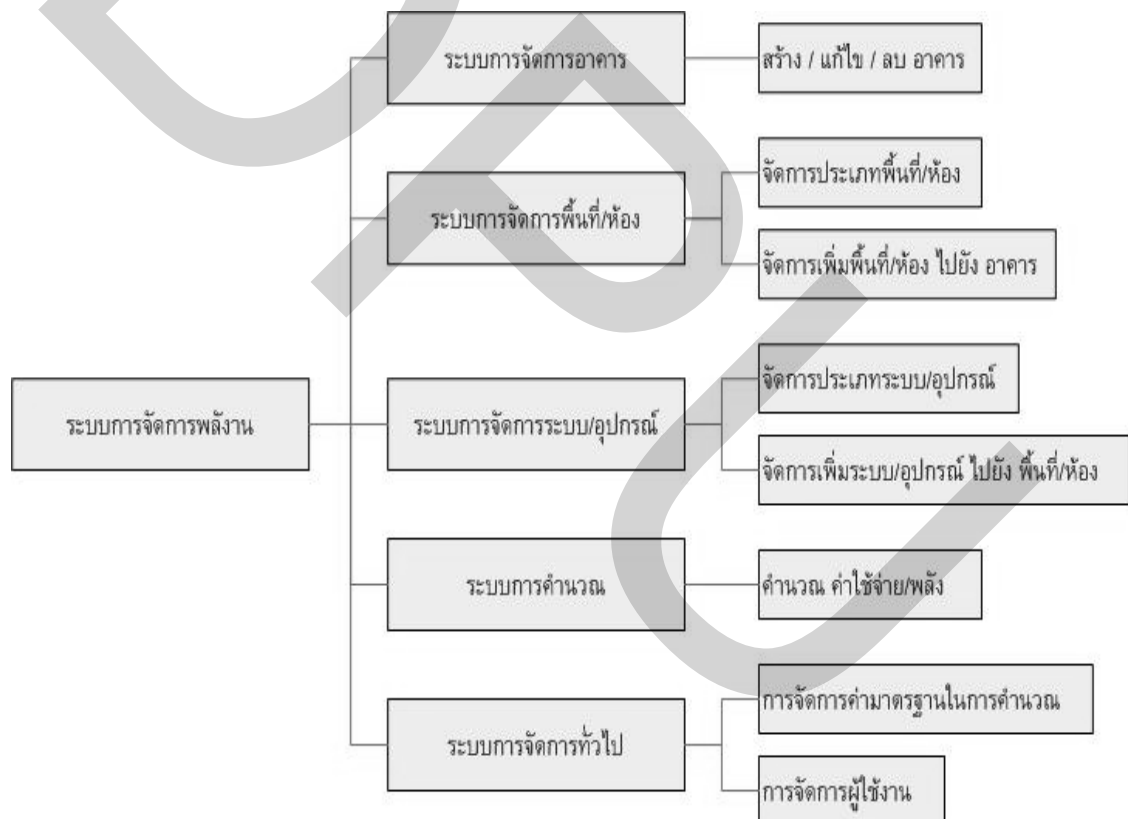 ระบบการจัดการอาคาร
สร้าง / แก้ไข / ลบ อาคาร
ระบบการจัดการพื้นที่/ห้อง
จัดการประเภทพื้นที่/ห้อง
จัดการเพิ่มพื้นที่/ห้อง ไปยัง อาคาร
ระบบการจัดการพลังงาน
ระบบการจัดการระบบ/อุปกรณ์
จัดการประเภทระบบ/อุปกรณ์
จัดการเพิ่มระบบ/อุปกรณ์ ไปยัง พื้นที่/ห้อง
ระบบการคำนวณ
คำนวณ ค่าใช้จ่าย/พลัง
ระบบการจัดการทั่วไป
การจัดการค่ามาตรฐานในการคำนวณ
การจัดการผู้ใช้งาน